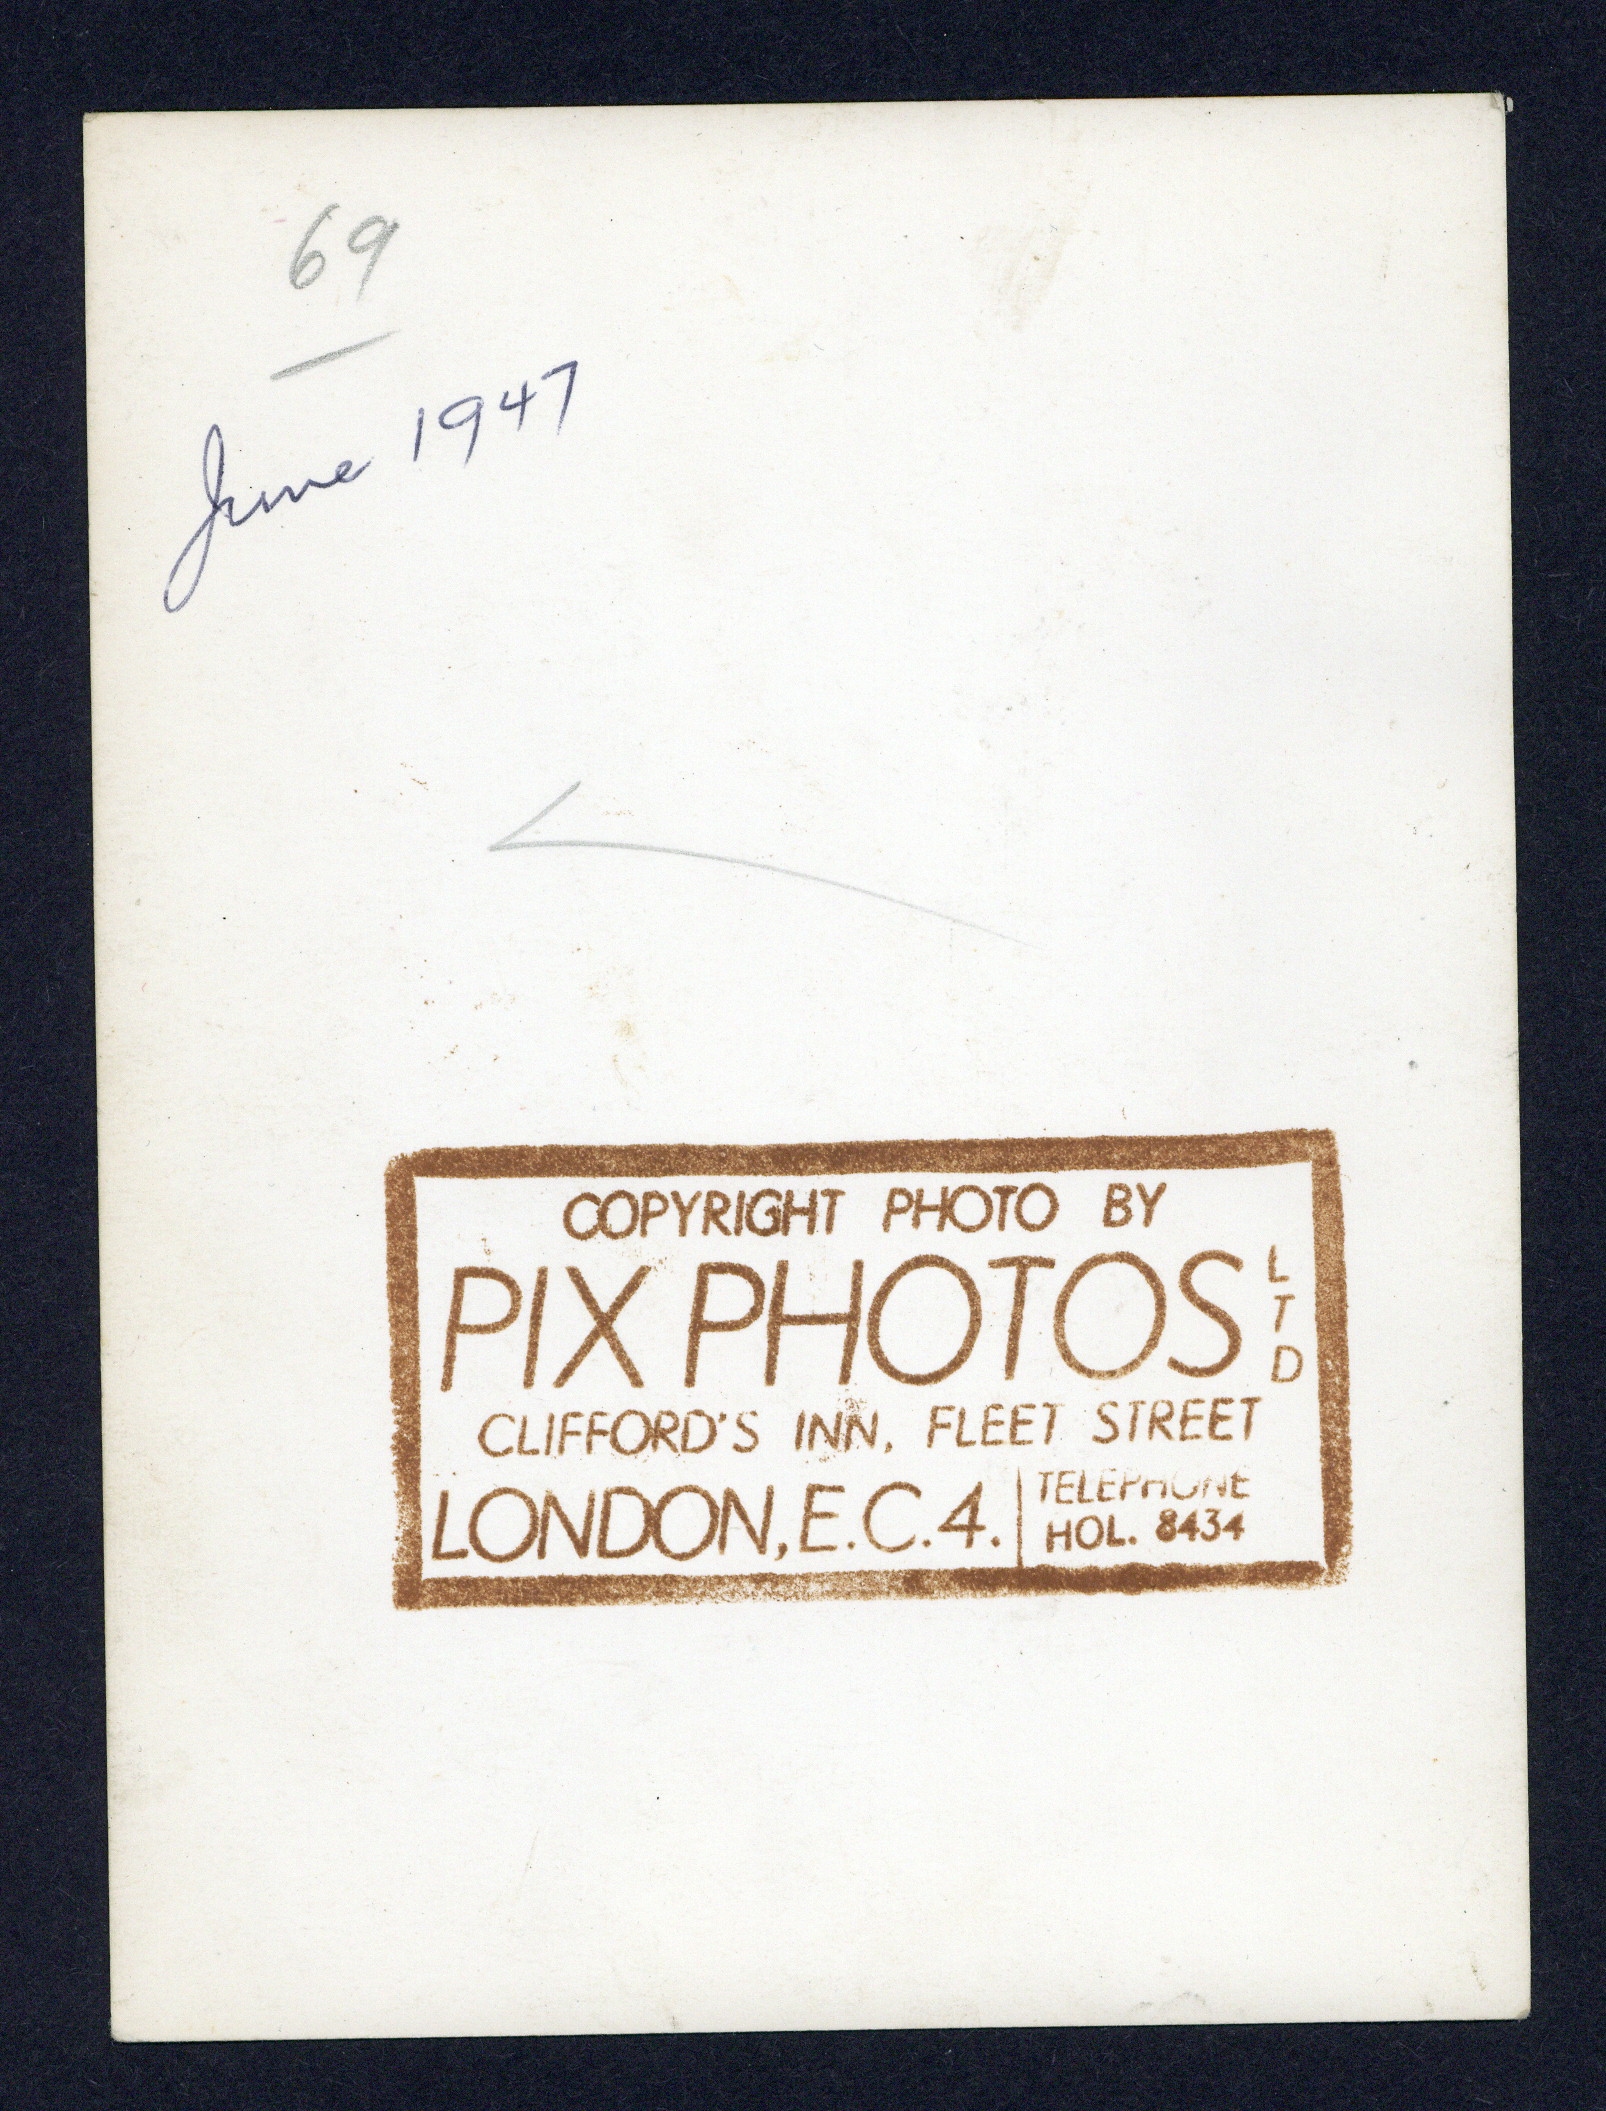 69
June 1947
COPYRIGHT PHOTO BY
PIX PHOTOS LTD
CLIFFORD'S INN, FLEET STREET
LONDON, E.C.4.
TELEPHONE
HOL. 8434